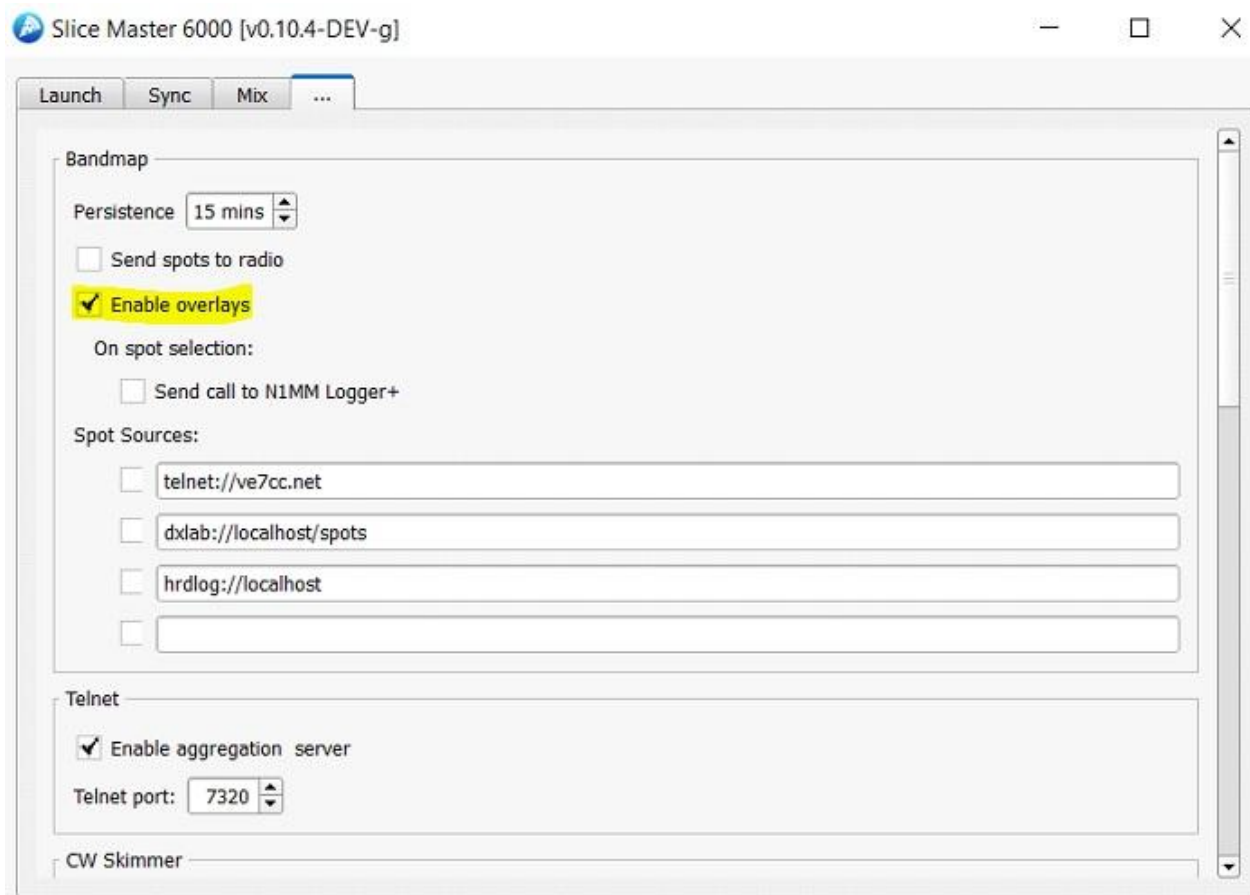 Slice Master 6000 [v0.10.4-DEV-g]
Launch Sync Mix ...
Bandmap
Persistence 15 mins
Send spots to radio
Enable overlays
On spot selection:
Send call to N1MM Logger+
Spot Sources:
telnet://ve7cc.net
dxlab://localhost/spots
hrdlog://localhost
Telnet
Enable aggregation server
Telnet port: 7320
CW Skimmer